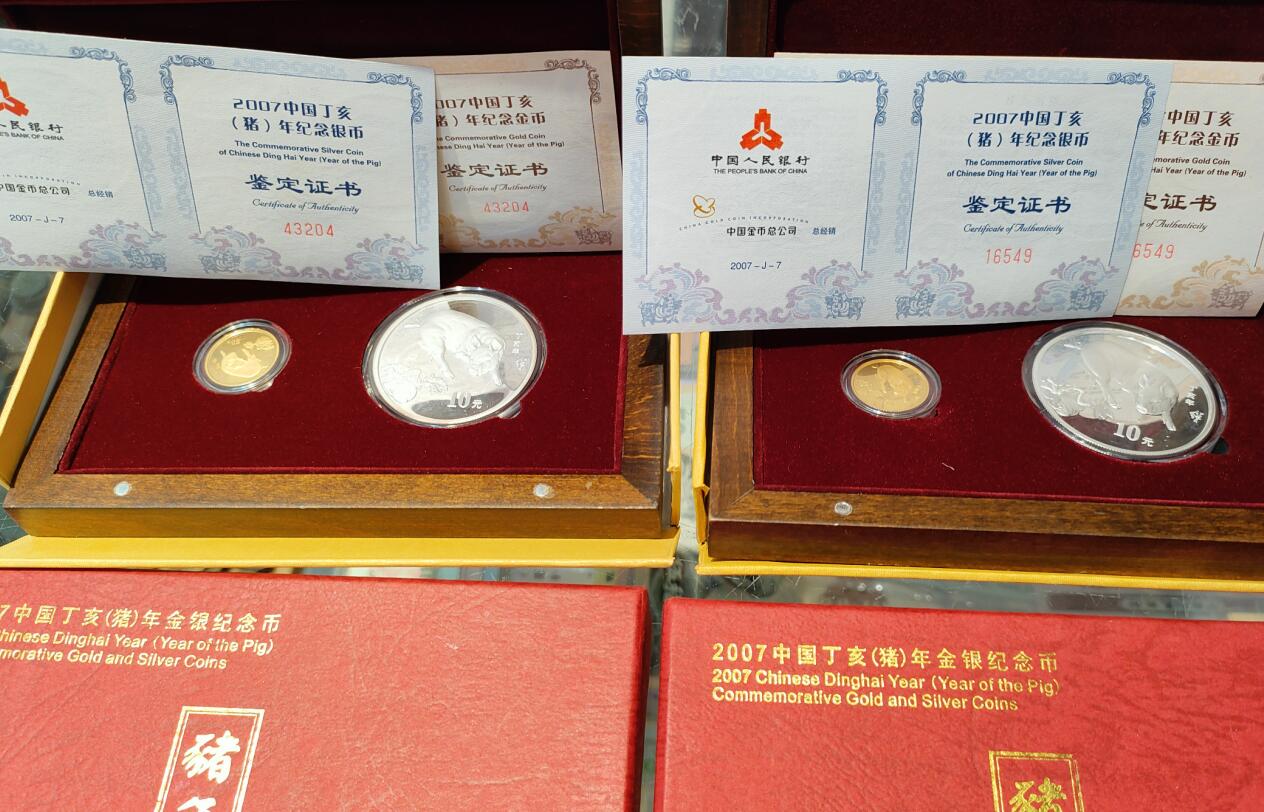 人民银行
E'S BANK OF CHINA
中国金币总公司 总经销
2007-J-7
2007中国丁亥
(猪)年纪念银币
The Commemorative Silver Coin
of Chinese Ding Hai Year (Year of the Pig)
鉴定证书
Certificate of Authenticity
43204
007中国丁亥
年纪念金币
Commemorative Gold Coin
Chinese Ding Hai Year (Year of the Pig)
鉴定证书
Certificate of Authenticity
43204
中国人民银行
THE PEOPLE'S BANK OF CHINA
CHINA GOLD COIN INCORPORATION
中国金币总公司 总经销
2007-J-7
2007中国丁亥
(猪)年纪念银币
The Commemorative Silver Coin
of Chinese Ding Hai Year (Year of the Pig)
鉴定证书
Certificate of Authenticity
16549
中国丁亥
年纪念金币
morative Gold Coin
Hai Year (Year of the Pig)
定证书
of Authenticity
6549
10元
10元
7中国丁亥(猪)年金银纪念币
Chinese Dinghai Year (Year of the Pig)
morative Gold and Silver Coins
猪
2007中国丁亥(猪)年金银纪念币
2007 Chinese Dinghai Year (Year of the Pig)
Commemorative Gold and Silver Coins
猪